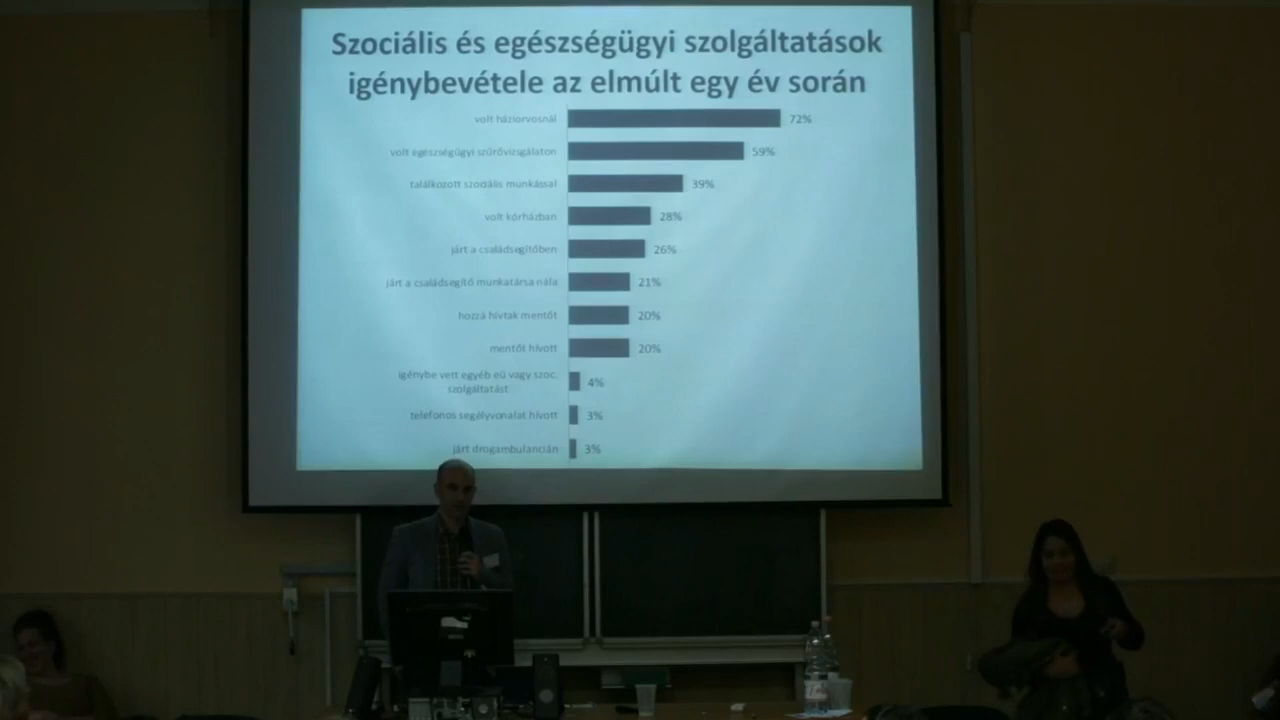 Szociális és egészségügyi szolgáltatások
igénybevétele az elmúlt egy év során
volt háziorvosnál 72%
volt egészségügyi szűrővizsgálaton 59%
találkozott szociális munkással 39%
volt kórházban 28%
járt a családsegítőben 26%
járt a családsegítő munkatársa nála 21%
hozzá hívtak mentőt 20%
mentőt hívott 20%
igénybe vett egyéb eü vagy szoc.
szolgáltatást 4%
telefonos segélyvonalat hívott 3%
járt drogambulancián 3%